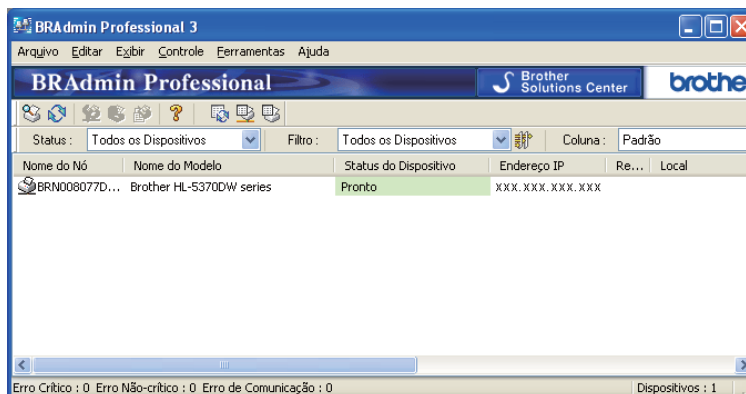 BRAdmin Professional 3
Arquivo Editar Exibir Controle Ferramentas Ajuda
BRAdmin Professional Brother Solutions Center brothe
Status : Todos os Dispositivos Filtro : Todos os Dispositivos Coluna : Padrão
Nome do Nó Nome do Modelo Status do Dispositivo Endereço IP Re... Local
BRN008077D... Brother HL-5370DW series Pronto XXX.XXX.XXX.XXX
Erro Crítico : 0 Erro Não-crítico : 0 Erro de Comunicação : 0 Dispositivos : 1